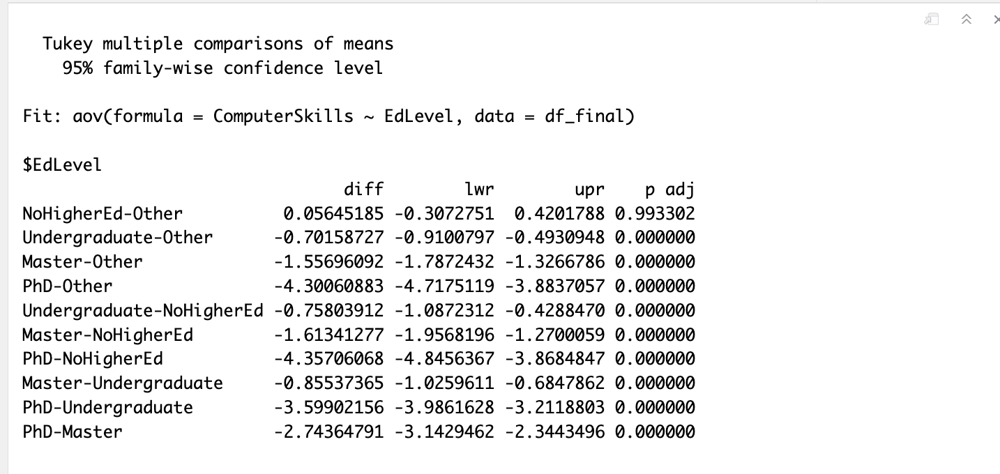 Tukey multiple comparisons of means
95% family-wise confidence level
Fit: aov(formula = ComputerSkills ~ EdLevel, data = df_final)
$EdLevel
diff lwr upr p adj
NoHigherEd-Other 0.05645185 -0.3072751 0.4201788 0.993302
Undergraduate-Other -0.70158727 -0.9100797 -0.4930948 0.000000
Master-Other -1.55696092 -1.7872432 -1.3266786 0.000000
PhD-Other -4.30060883 -4.7175119 -3.8837057 0.000000
Undergraduate-NoHigherEd -0.75803912 -1.0872312 -0.4288470 0.000000
Master-NoHigherEd -1.61341277 -1.9568196 -1.2700059 0.000000
PhD-NoHigherEd -4.35706068 -4.8456367 -3.8684847 0.000000
Master-Undergraduate -0.85537365 -1.0259611 -0.6847862 0.000000
PhD-Undergraduate -3.59902156 -3.9861628 -3.2118803 0.000000
PhD-Master -2.74364791 -3.1429462 -2.3443496 0.000000